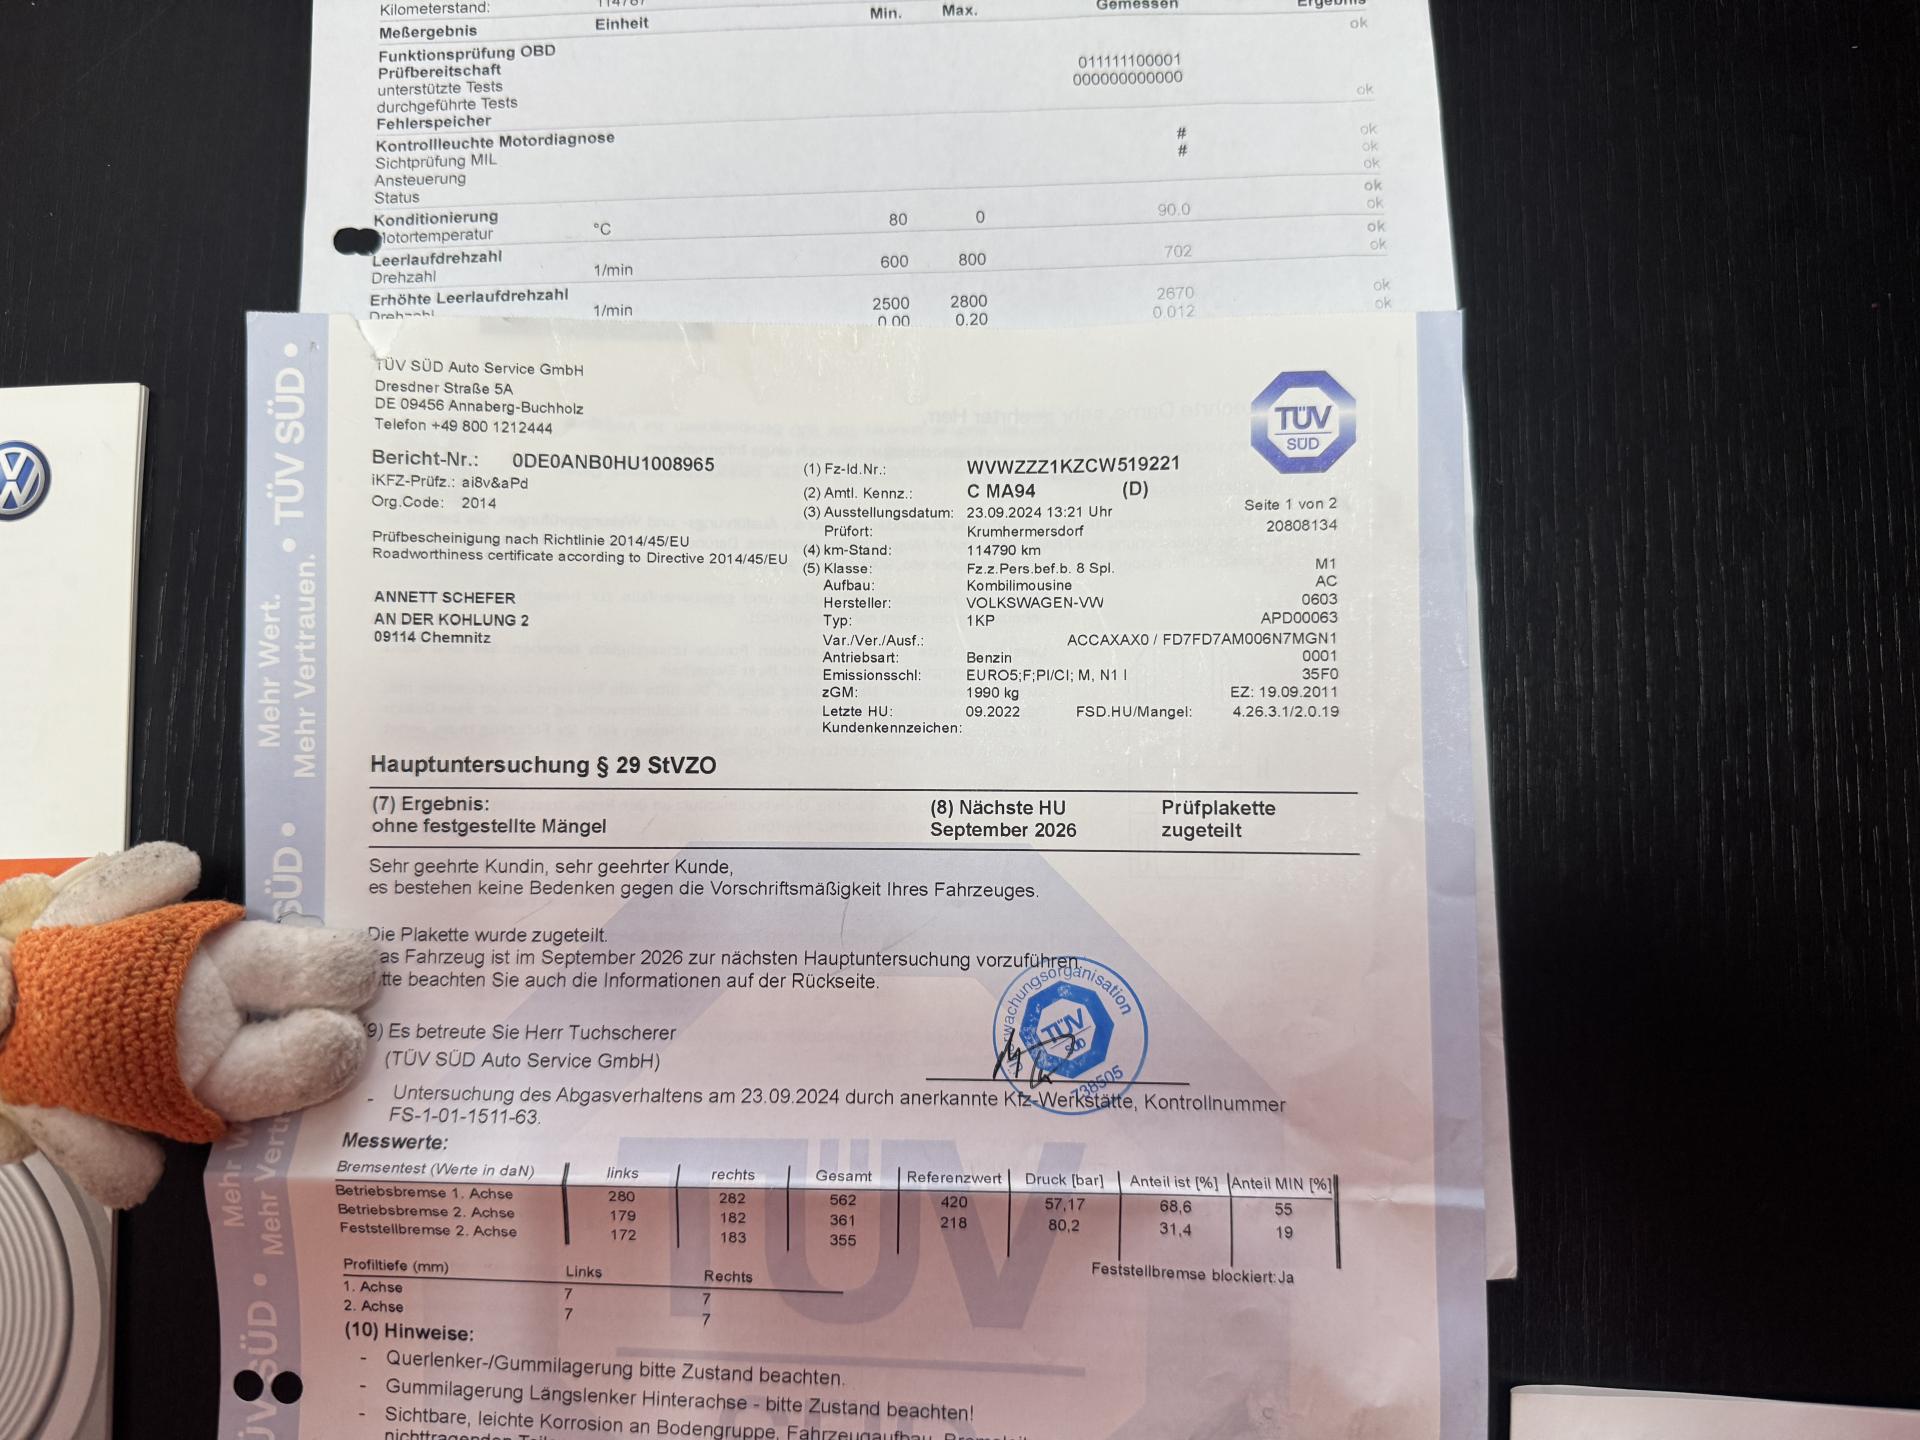 Kilometerstand:
Meßergebnis Einheit Min. Max. Gemessen Ergebnis
ok
Funktionsprüfung OBD
Prüfbereitschaft
unterstützte Tests 011111100001
durchgeführte Tests 000000000000
Fehlerspeicher ok
Kontrollleuchte Motordiagnose
Sichtprüfung MIL # ok
Ansteuerung # ok
Status ok
Konditionierung ok
Motortemperatur °C 80 0 90.0 ok
Leerlaufdrehzahl ok
Drehzahl 1/min 600 800 702 ok
Erhöhte Leerlaufdrehzahl ok
1/min 2500 2800 2670 ok
0.00 0.20 0.012
TÜV SÜD Auto Service GmbH
Dresdner Straße 5A
DE 09456 Annaberg-Buchholz
Telefon +49 800 1212444
TÜV
SÜD
Bericht-Nr.: 0DE0ANB0HU1008965
iKFZ-Prüfz.: ai8v&aPd
Org.Code: 2014
Prüfbescheinigung nach Richtlinie 2014/45/EU
Roadworthiness certificate according to Directive 2014/45/EU
ANNETT SCHEFER
AN DER KOHLUNG 2
09114 Chemnitz
(1) Fz-Id.Nr.: WVWZZZ1KZCW519221
(2) Amtl. Kennz.: C MA94 (D)
Seite 1 von 2
(3) Ausstellungsdatum: 23.09.2024 13:21 Uhr
20808134
Prüfort: Krumhermersdorf
(4) km-Stand: 114790 km
(5) Klasse: Fz.z.Pers.bef.b. 8 Spl. M1
Aufbau: Kombilimousine AC
Hersteller: VOLKSWAGEN-VW 0603
Typ: 1KP APD00063
Var./Ver./Ausf.: ACCAXAX0 / FD7FD7AM006N7MGN1
Antriebsart: Benzin 0001
Emissionsschl: EURO5;F;PI/CI; M, N1 I 35F0
zGM: 1990 kg EZ: 19.09.2011
Letzte HU: 09.2022 FSD.HU/Mangel: 4.26.3.1/2.0.19
Kundenkennzeichen:
Hauptuntersuchung § 29 StVZO
(7) Ergebnis: (8) Nächste HU Prüfplakette
ohne festgestellte Mängel September 2026 zugeteilt
Sehr geehrte Kundin, sehr geehrter Kunde,
es bestehen keine Bedenken gegen die Vorschriftsmäßigkeit Ihres Fahrzeuges.
Die Plakette wurde zugeteilt.
as Fahrzeug ist im September 2026 zur nächsten Hauptuntersuchung vorzuführen.
tte beachten Sie auch die Informationen auf der Rückseite.
9) Es betreute Sie Herr Tuchscherer
(TÜV SÜD Auto Service GmbH)
TÜV
SÜD
738505
- Untersuchung des Abgasverhaltens am 23.09.2024 durch anerkannte Kfz-Werkstätte, Kontrollnummer
FS-1-01-1511-63.
Messwerte:
Bremsentest (Werte in daN) links rechts Gesamt Referenzwert Druck [bar] Anteil ist [%] Anteil MIN [%]
Betriebsbremse 1. Achse 280 282 562 420 57,17 68,6 55
Betriebsbremse 2. Achse 179 182 361 218 80,2 31,4 19
Feststellbremse 2. Achse 172 183 355
Feststellbremse blockiert: Ja
Profiltiefe (mm) Links Rechts
1. Achse 7 7
2. Achse 7 7
(10) Hinweise:
- Querlenker-/Gummilagerung bitte Zustand beachten.
- Gummilagerung Längslenker Hinterachse - bitte Zustand beachten!
- Sichtbare, leichte Korrosion an Bodengruppe, Fahrzeugaufbau,
Mehr Wert.
Mehr Vertrauen.
TÜV SÜD